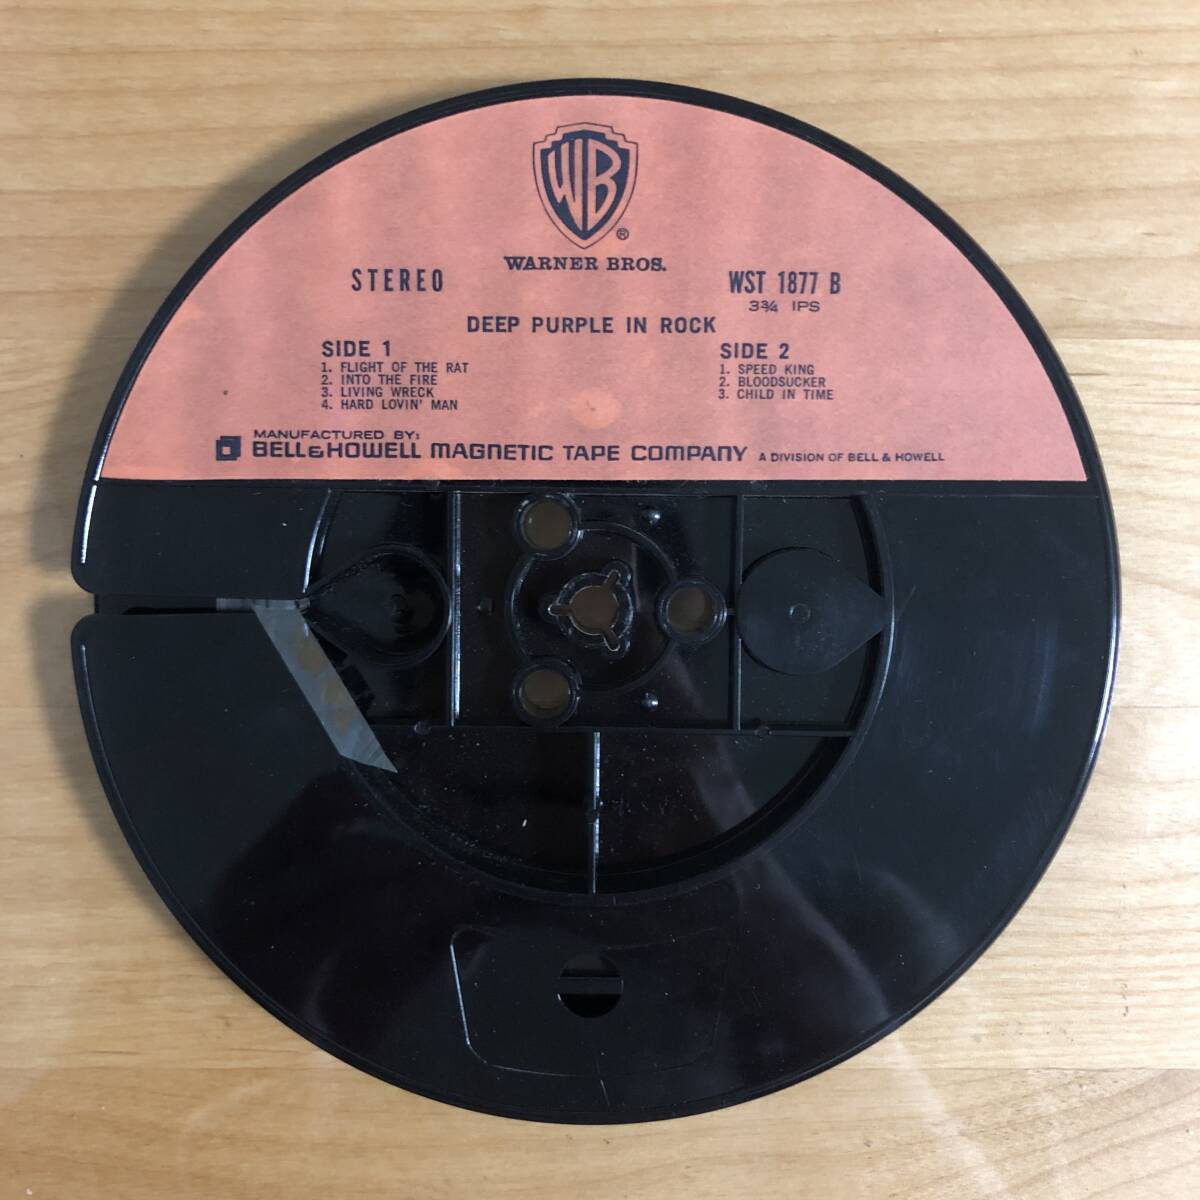 WB
®
WARNER BROS.
STEREO
WST 1877 B
3¾ IPS
DEEP PURPLE IN ROCK
SIDE 1
1. FLIGHT OF THE RAT
2. INTO THE FIRE
3. LIVING WRECK
4. HARD LOVIN' MAN
SIDE 2
1. SPEED KING
2. BLOODSUCKER
3. CHILD IN TIME
MANUFACTURED BY:
BELL & HOWELL MAGNETIC TAPE COMPANY A DIVISION OF BELL & HOWELL